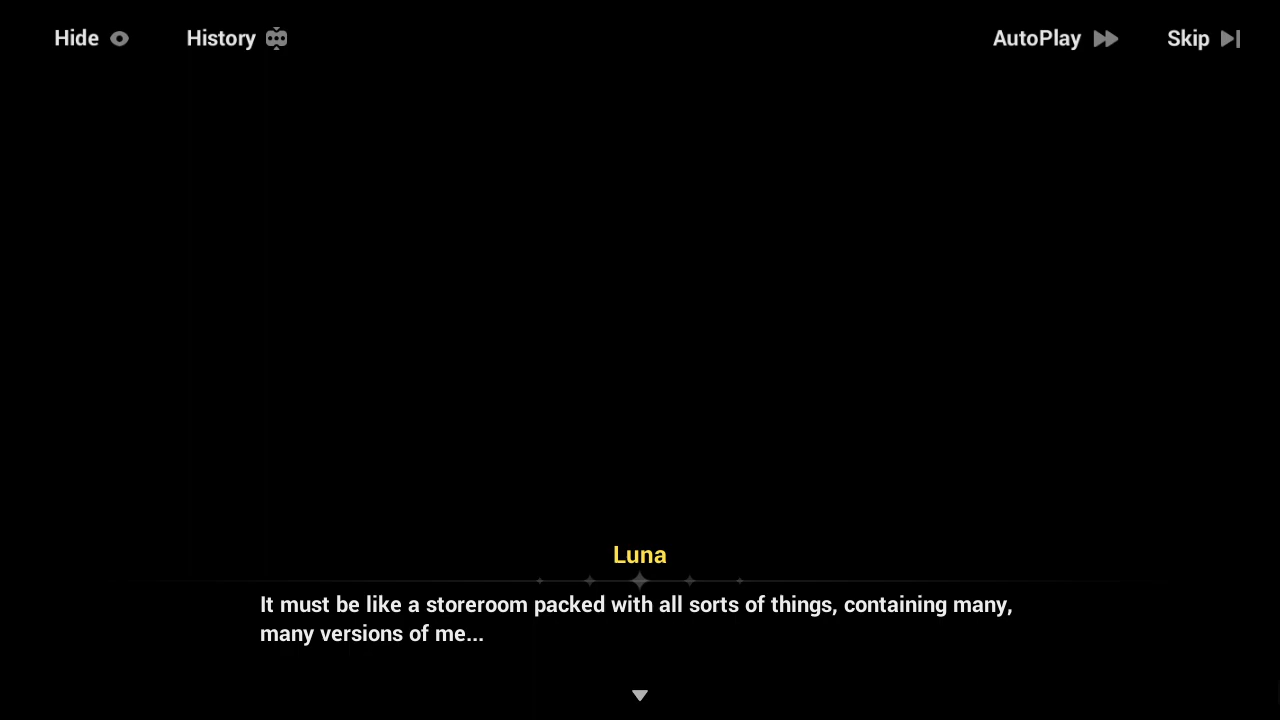 Hide
History
AutoPlay
Skip
Luna
It must be like a storeroom packed with all sorts of things, containing many,
many versions of me...